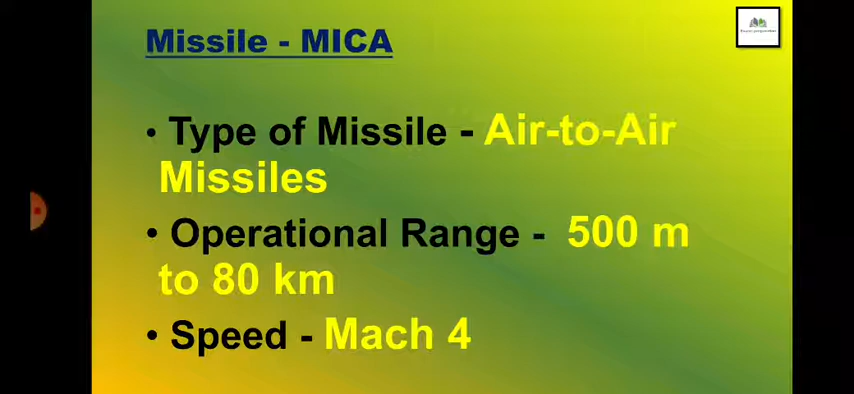 Missile - MICA
• Type of Missile - Air-to-Air
Missiles
• Operational Range - 500 m
to 80 km
• Speed - Mach 4